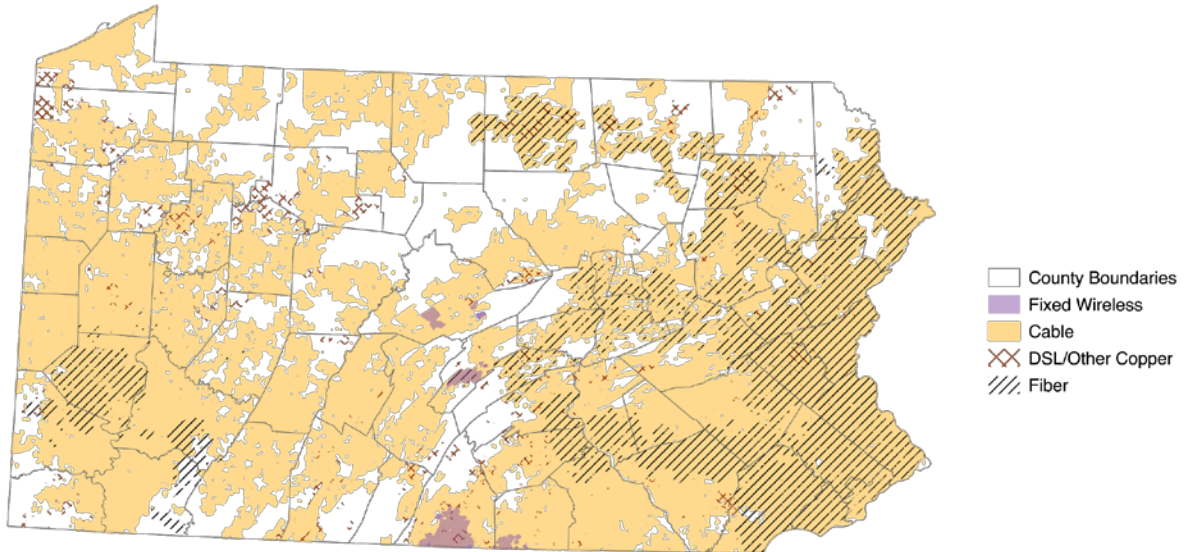 County Boundaries
Fixed Wireless
Cable
DSL/Other Copper
Fiber